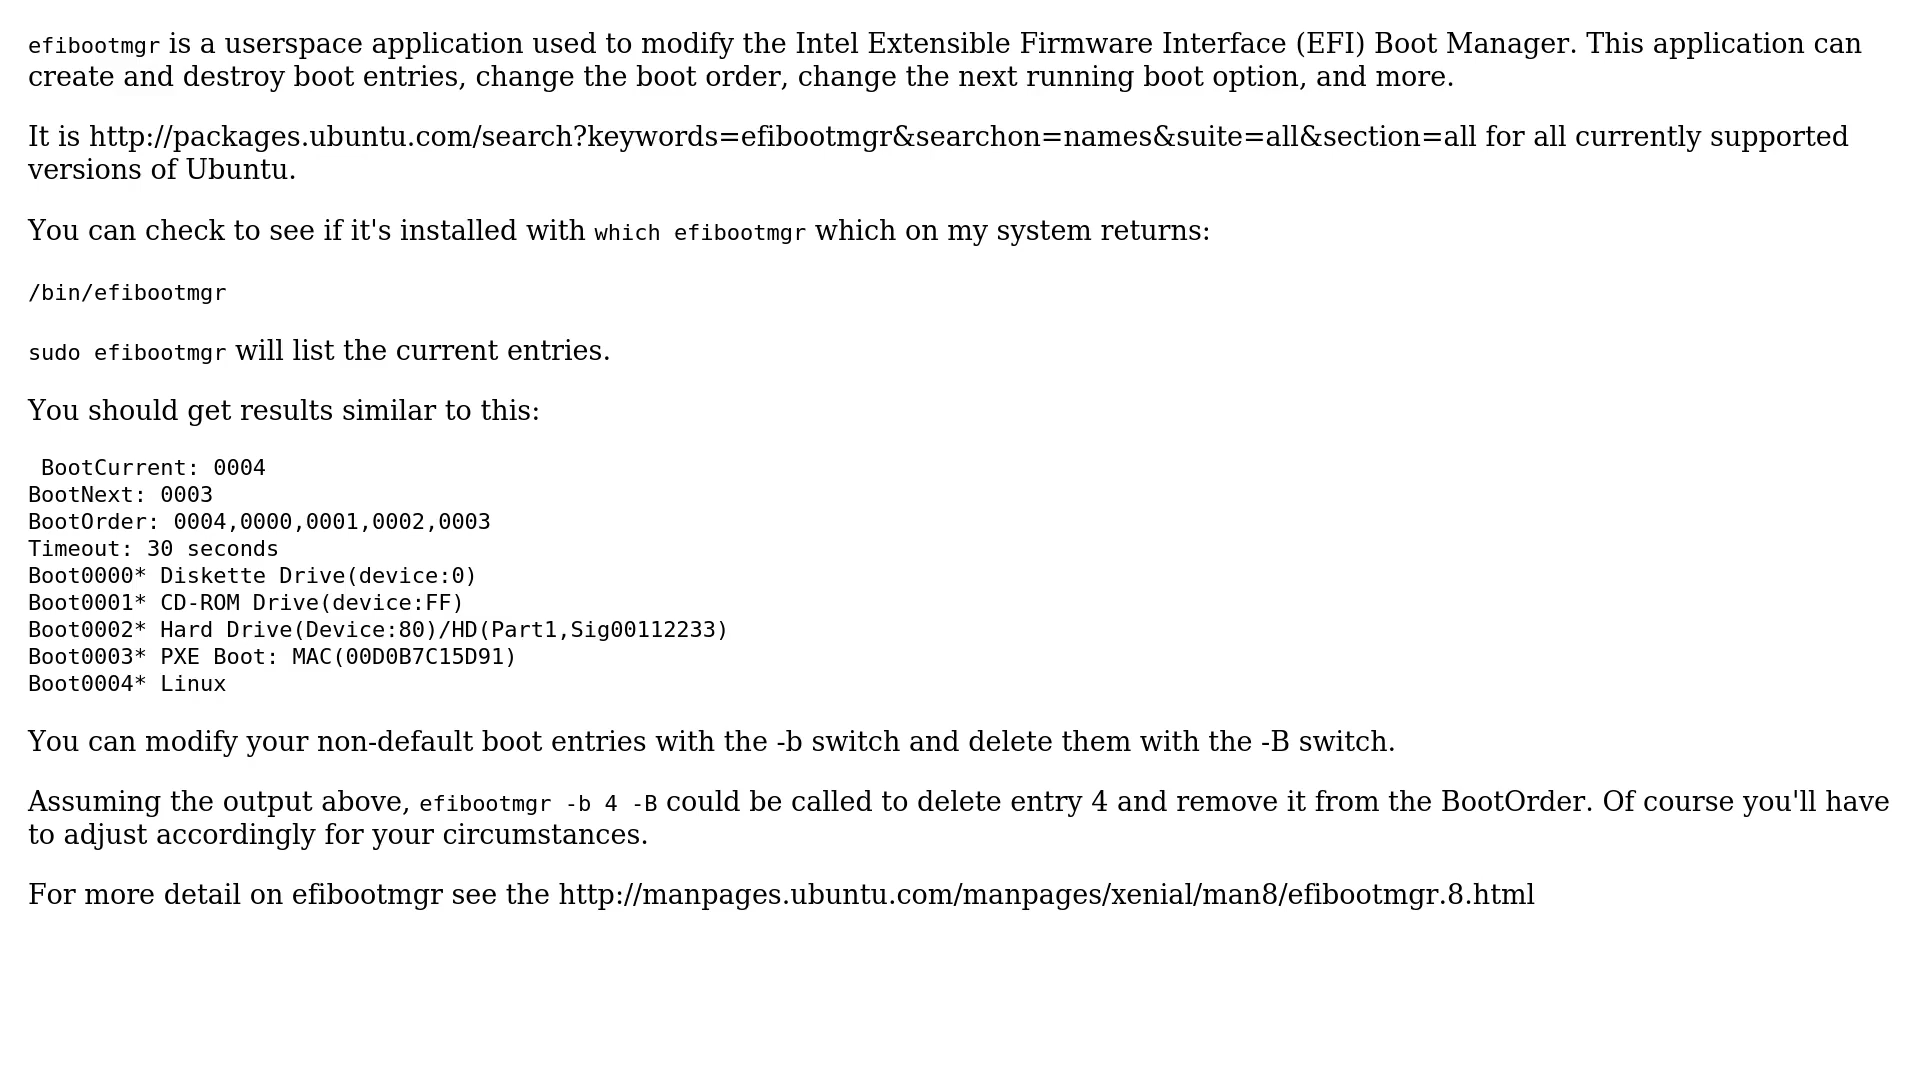 efibootmgr is a userspace application used to modify the Intel Extensible Firmware Interface (EFI) Boot Manager. This application can
create and destroy boot entries, change the boot order, change the next running boot option, and more.
It is http://packages.ubuntu.com/search?keywords=efibootmgr&searchon=names&suite=all&section=all for all currently supported
versions of Ubuntu.
You can check to see if it's installed with which efibootmgr which on my system returns:
/bin/efibootmgr
sudo efibootmgr will list the current entries.
You should get results similar to this:
BootCurrent: 0004
BootNext: 0003
BootOrder: 0004,0000,0001,0002,0003
Timeout: 30 seconds
Boot0000* Diskette Drive(device:0)
Boot0001* CD-ROM Drive(device:FF)
Boot0002* Hard Drive(Device:80)/HD(Part1,Sig00112233)
Boot0003* PXE Boot: MAC(00D0B7C15D91)
Boot0004* Linux
You can modify your non-default boot entries with the -b switch and delete them with the -B switch.
Assuming the output above, efibootmgr -b 4 -B could be called to delete entry 4 and remove it from the BootOrder. Of course you'll have
to adjust accordingly for your circumstances.
For more detail on efibootmgr see the http://manpages.ubuntu.com/manpages/xenial/man8/efibootmgr.8.html